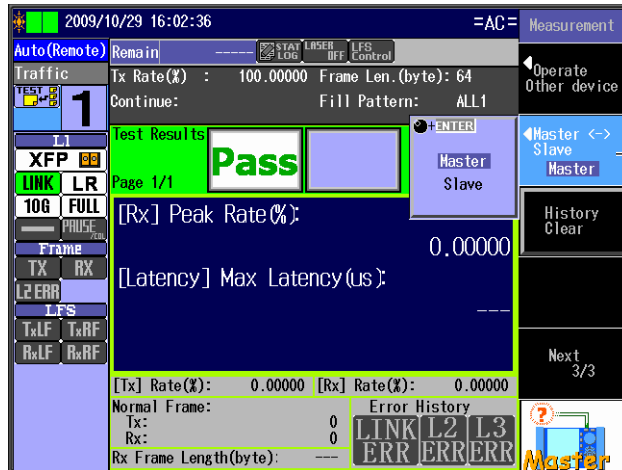 2009/10/29 16:02:36 =AC= Measurement
Auto(Remote) Remain ----- STAT LOG LASER OFF LFS Control
Traffic Tx Rate(%) : 100.00000 Frame Len.(byte): 64
Operate Other device
TEST 1 Continue: Fill Pattern: ALL1
Test Results Pass
Page 1/1
+ENTER
Master
Slave
Master <->
Slave
Master
L1
XFP
LINK LR
10G FULL
PAUSE/COL
[Rx] Peak Rate(%):
0.00000
History
Clear
Frame
TX RX
L2 ERR
[Latency] Max Latency(us):
---
LFS
TxLF TxRF
RxLF RxRF
Next
3/3
[Tx] Rate(%): 0.00000 [Rx] Rate(%): 0.00000
Normal Frame:
Tx: 0
Rx: 0
Error History
LINK ERR L2 ERR L3 ERR
Rx Frame Length(byte): ---
?
Master